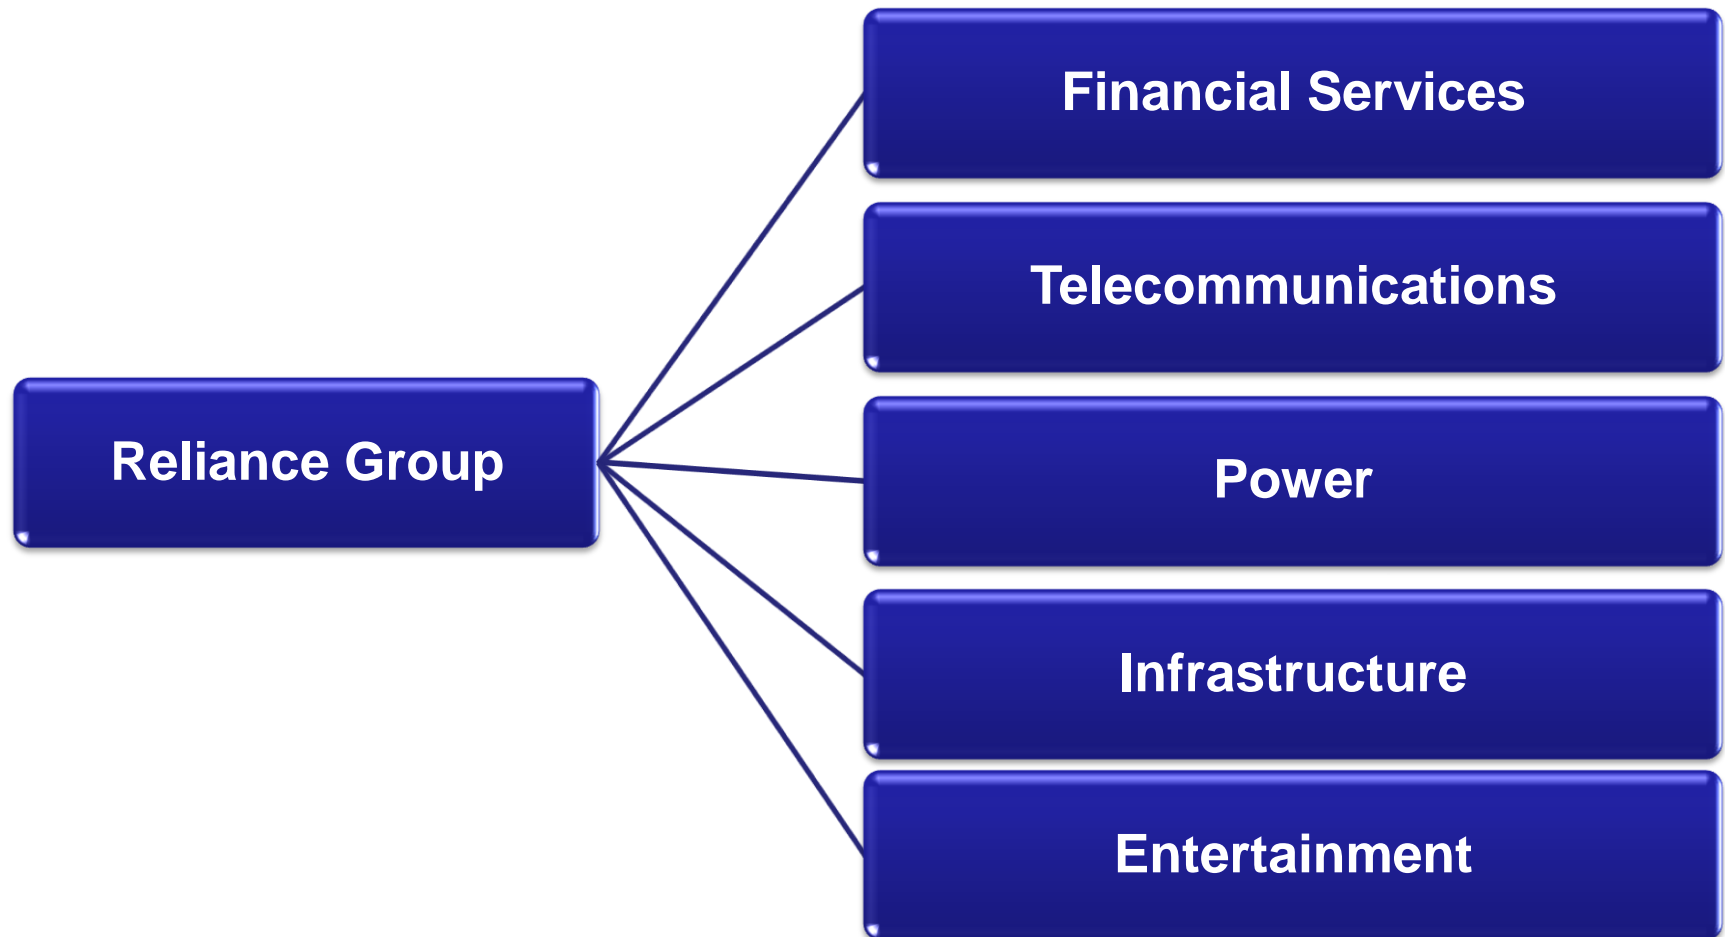 Financial Services
Telecommunications
Reliance Group
Power
Infrastructure
Entertainment